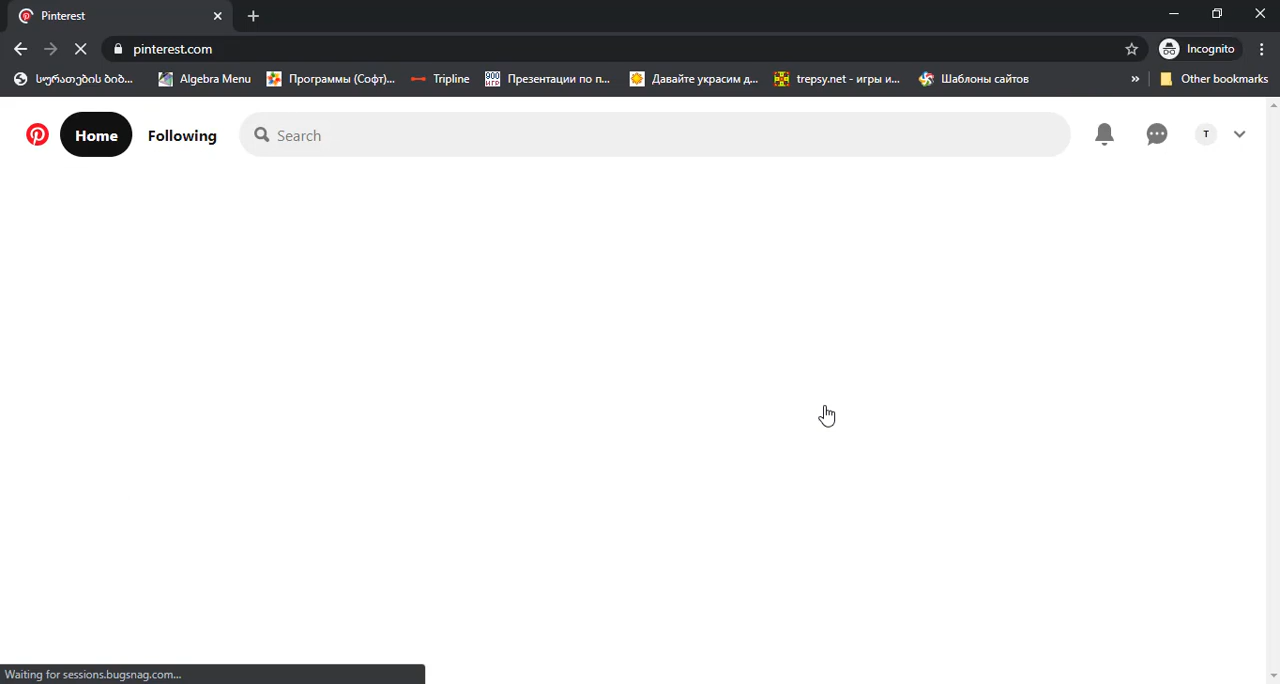 Pinterest
pinterest.com
Incognito
სურათების ბიბ...
Algebra Menu
Программы (Софт)...
Tripline
Презентации по п...
Давайте украсим д...
trepsy.net - игры и...
Шаблоны сайтов
»
Other bookmarks
Home
Following
Search
T
Waiting for sessions.bugsnag.com...